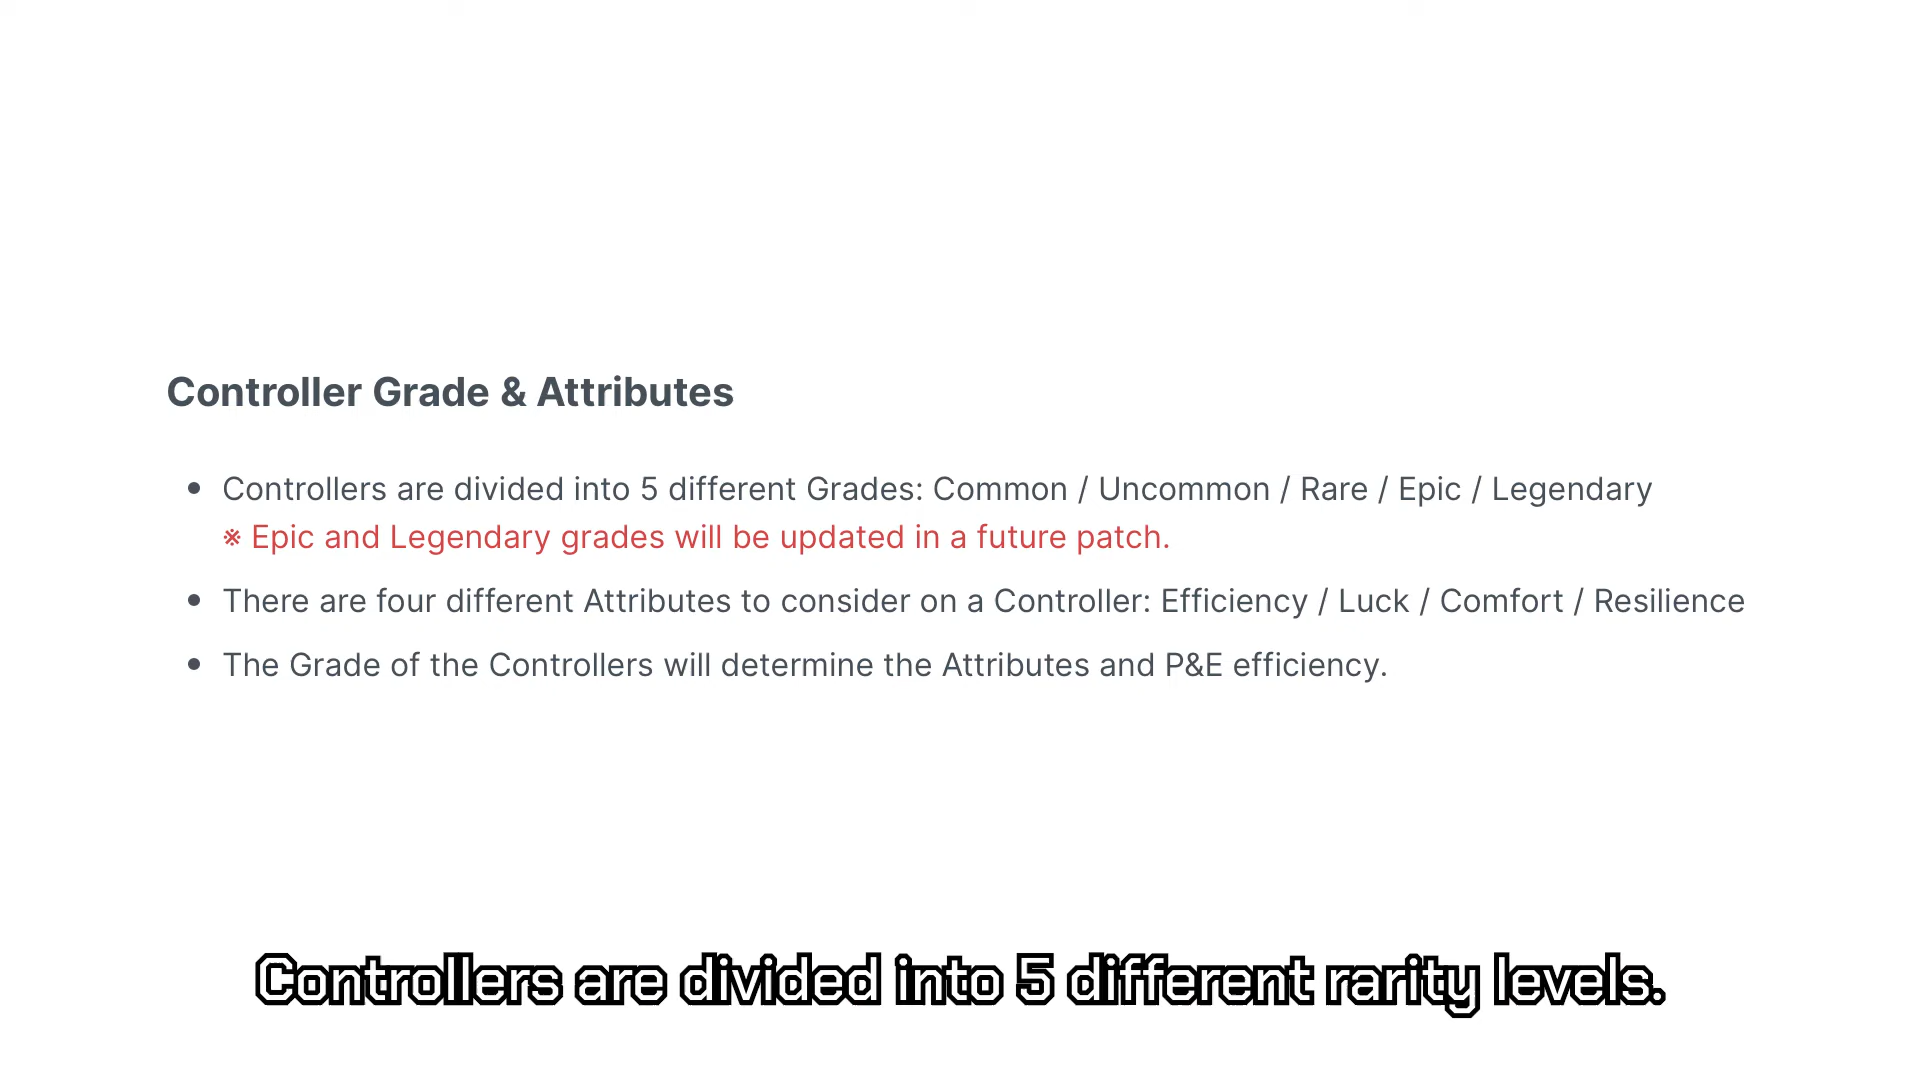 Controller Grade & Attributes
• Controllers are divided into 5 different Grades: Common / Uncommon / Rare / Epic / Legendary
※ Epic and Legendary grades will be updated in a future patch.
• There are four different Attributes to consider on a Controller: Efficiency / Luck / Comfort / Resilience
• The Grade of the Controllers will determine the Attributes and P&E efficiency.
Controllers are divided into 5 different rarity levels.